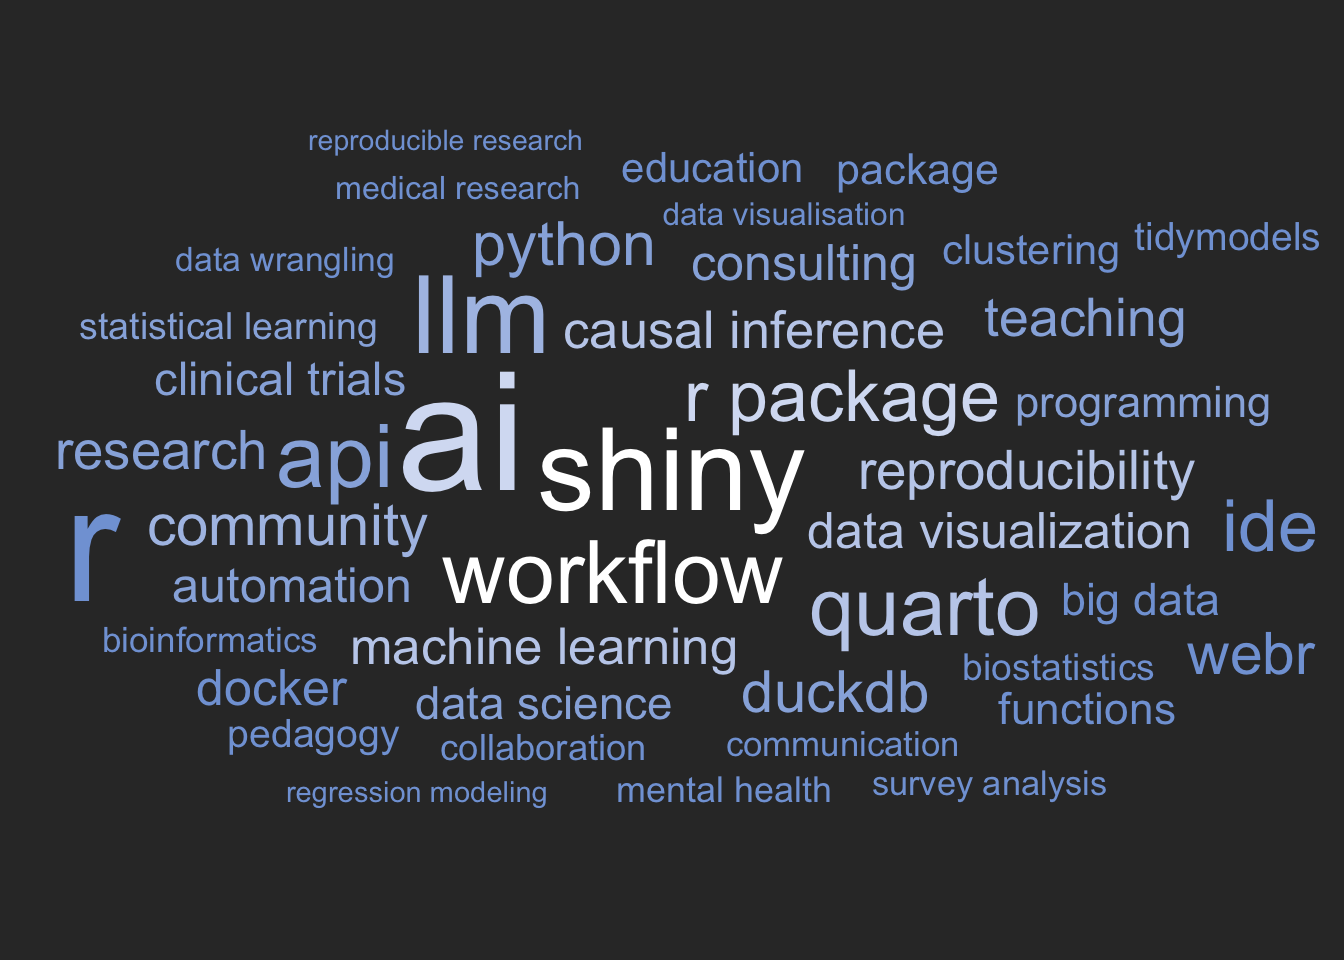 reproducible research
education
package
medical research
data visualisation
python
consulting
clustering
tidymodels
data wrangling
llm
causal inference
teaching
statistical learning
clinical trials
ai
r package
programming
research
api
shiny
reproducibility
r
community
workflow
data visualization
ide
automation
quarto
big data
bioinformatics
machine learning
biostatistics
webr
docker
data science
duckdb
functions
pedagogy
collaboration
communication
regression modeling
mental health
survey analysis